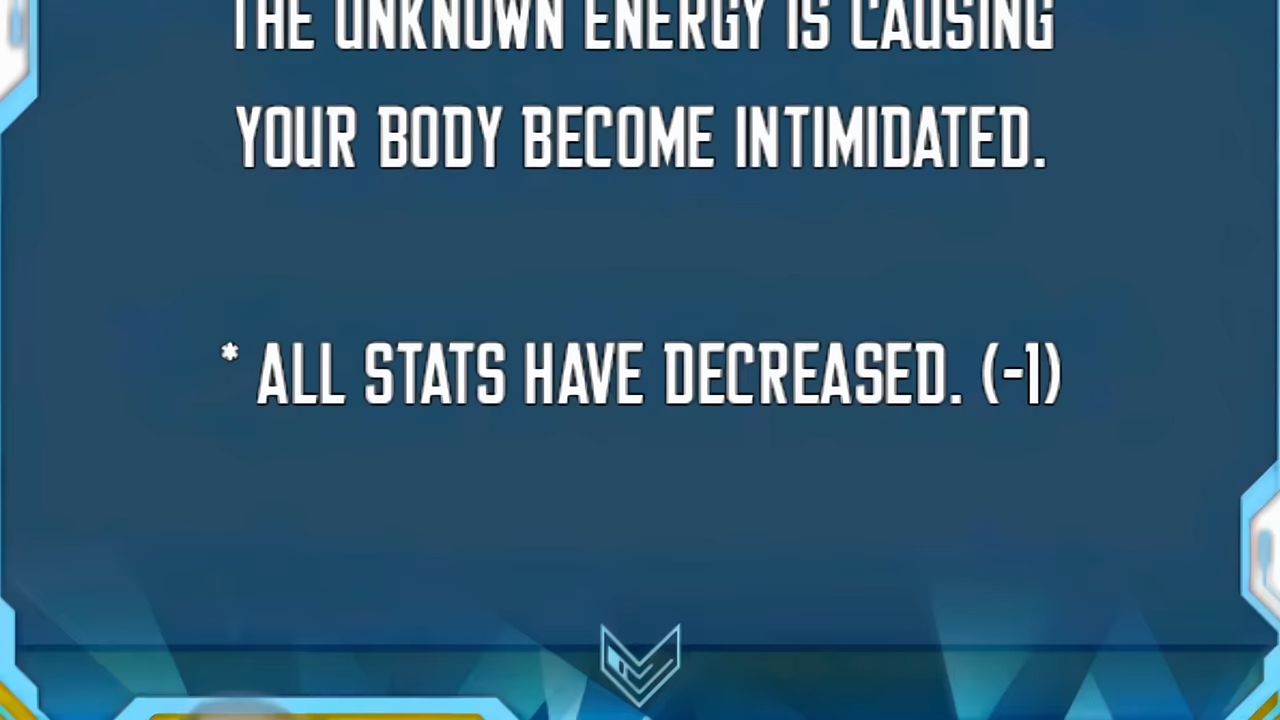 THE UNKNOWN ENERGY IS CAUSING
YOUR BODY BECOME INTIMIDATED.
* ALL STATS HAVE DECREASED. (-1)